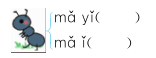 mǎ yǐ(      )
mǎ ǐ(      )